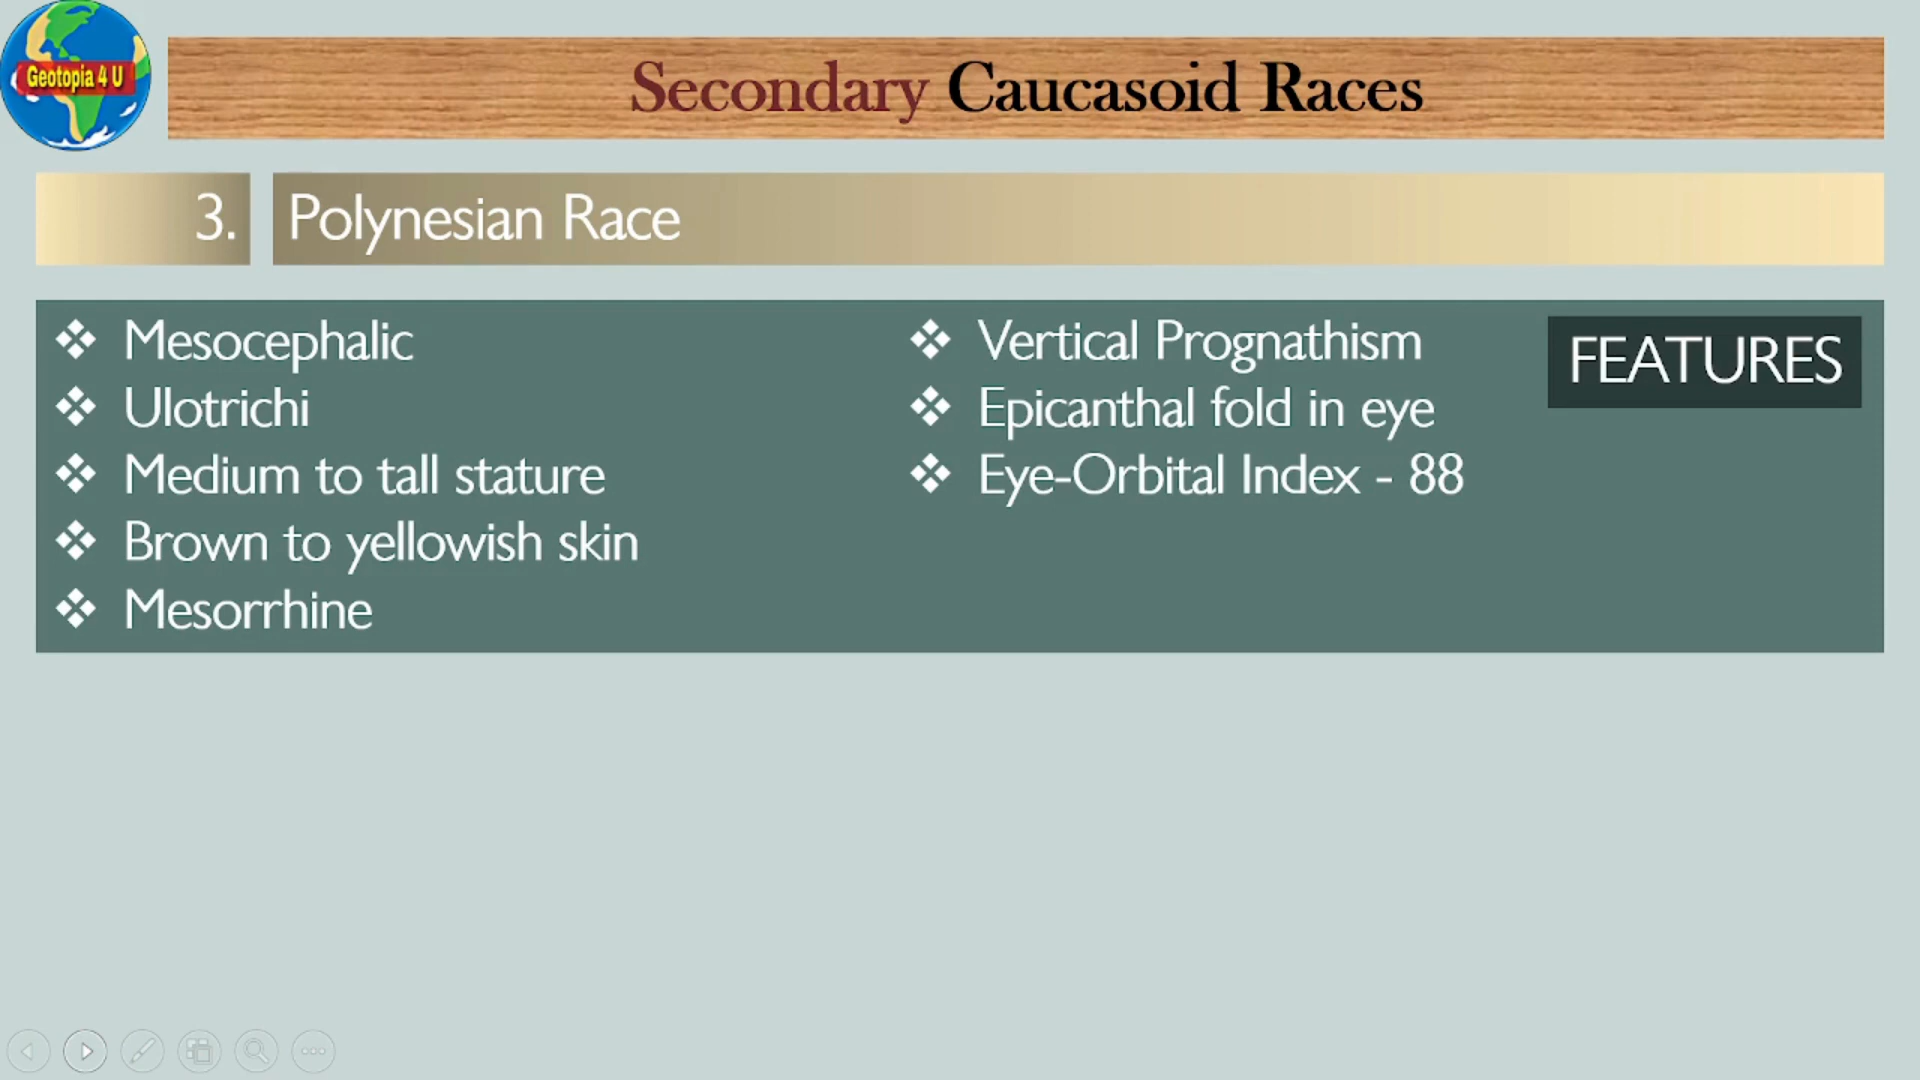 Geotopia 4 U
Secondary Caucasoid Races
3. Polynesian Race
Mesocephalic
Ulotrichi
Medium to tall stature
Brown to yellowish skin
Mesorrhine
Vertical Prognathism
Epicanthal fold in eye
Eye-Orbital Index - 88
FEATURES